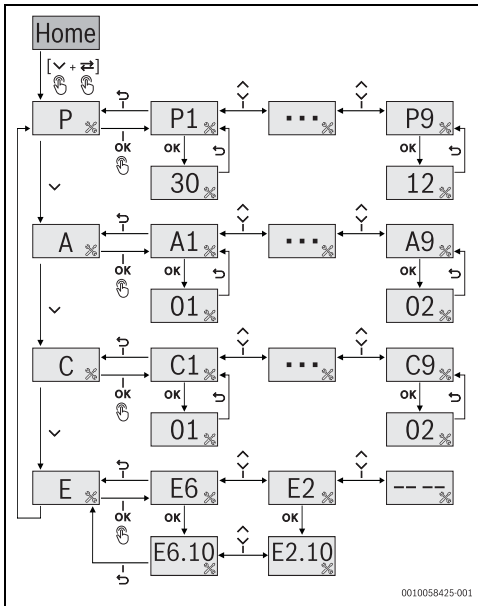 Home
[ + ]
P P1 ... P9
OK OK OK
30 12
A A1 ... A9
OK OK OK
01 02
C C1 ... C9
OK OK OK
01 02
E E6 E2 -- --
OK OK OK
E6.10 E2.10
0010058425-001